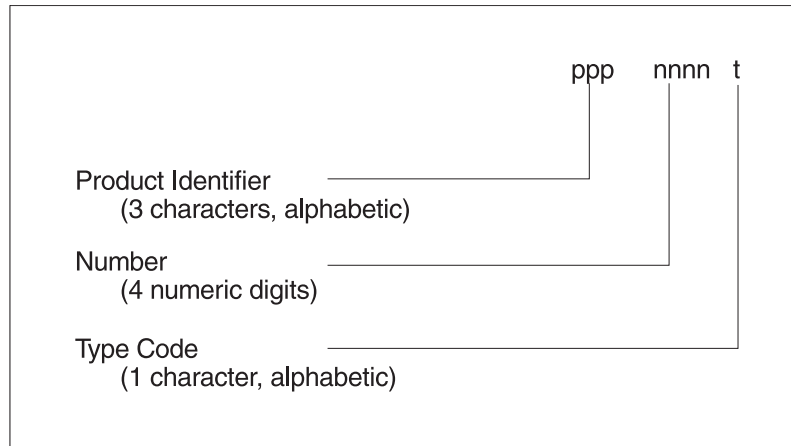 ppp nnnn t
Product Identifier
(3 characters, alphabetic)
Number
(4 numeric digits)
Type Code
(1 character, alphabetic)